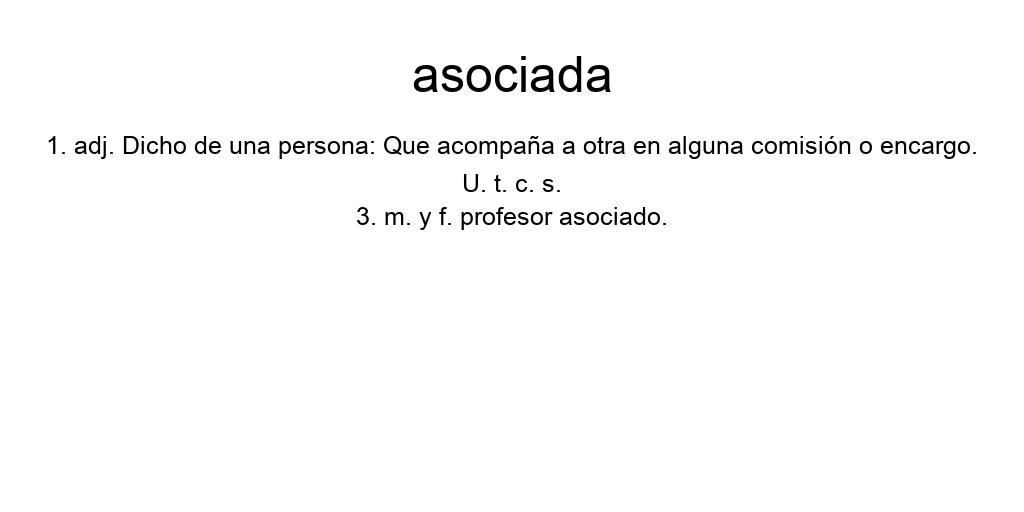 asociada
1. adj. Dicho de una persona: Que acompaña a otra en alguna comisión o encargo.
U. t. c. s.
3. m. y f. profesor asociado.